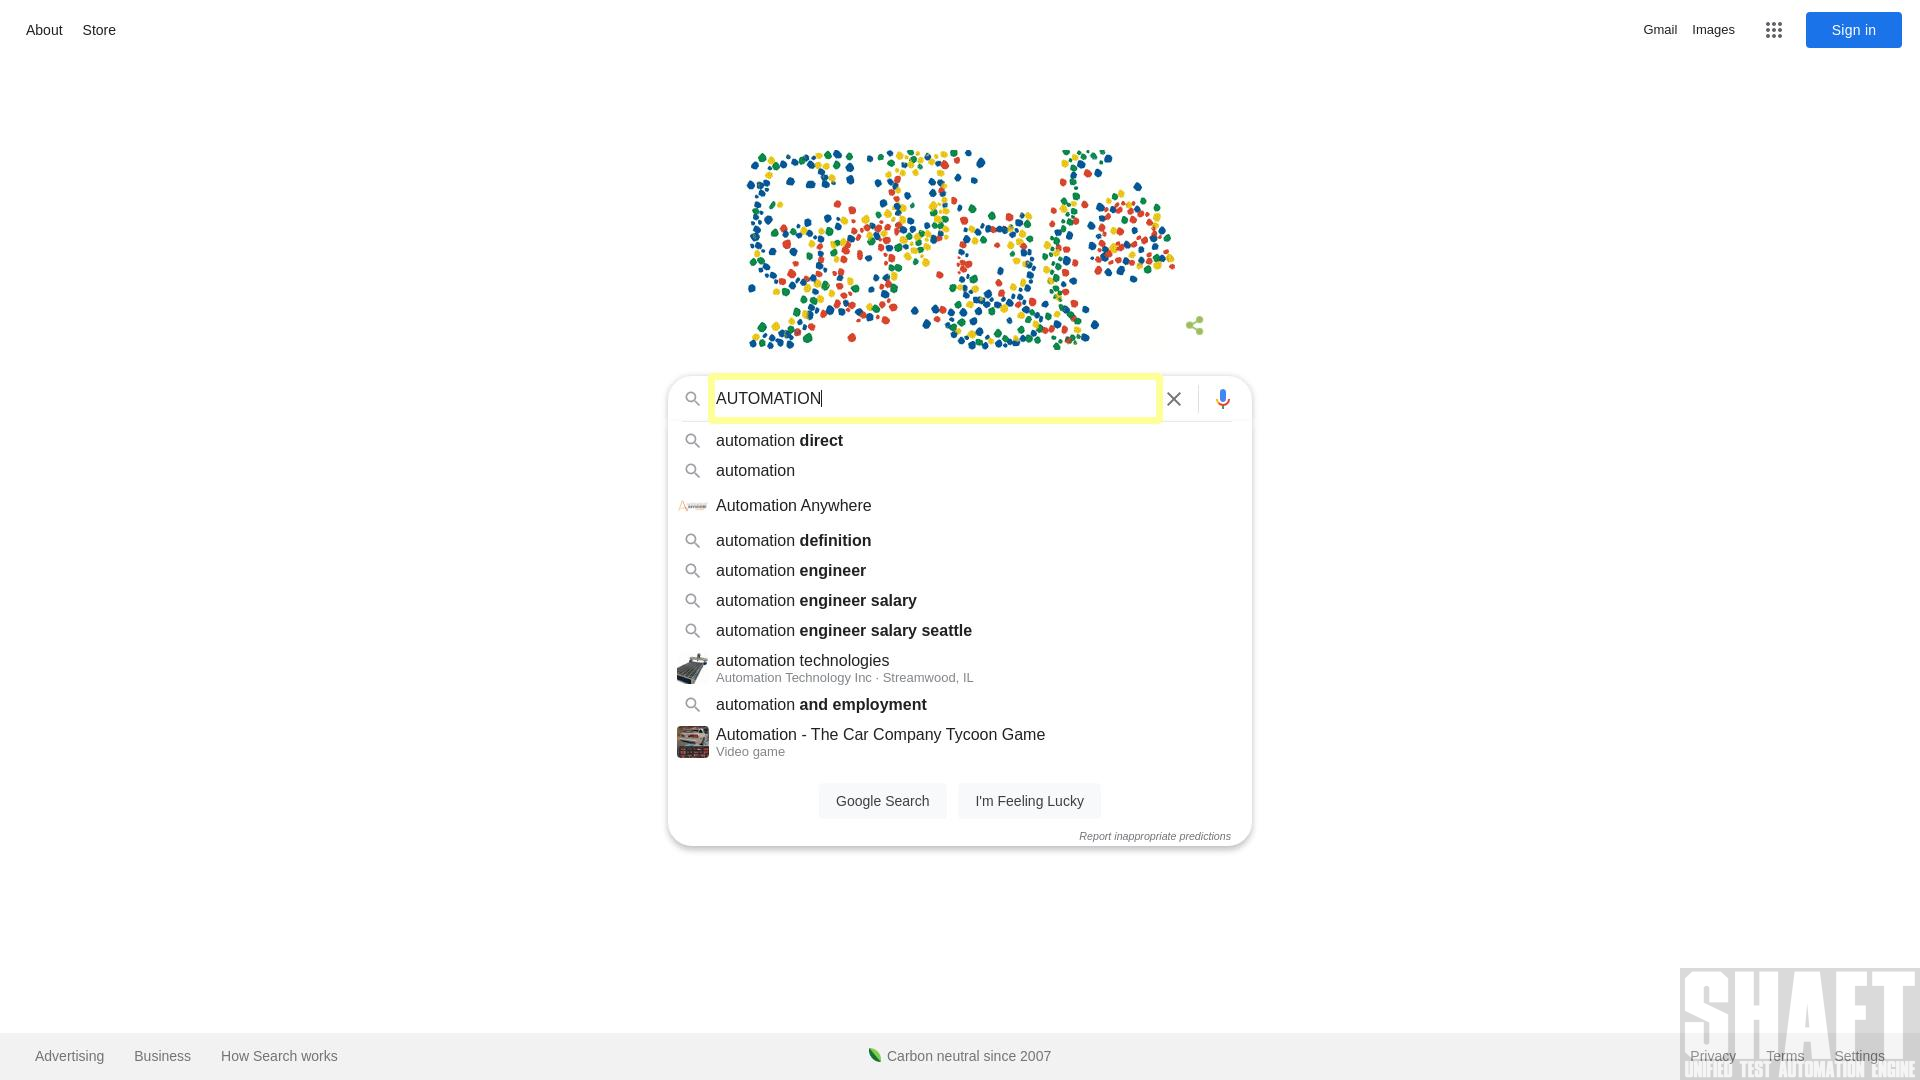 About Store
Gmail Images Sign in
AUTOMATION
automation direct
automation
Automation Anywhere
automation definition
automation engineer
automation engineer salary
automation engineer salary seattle
automation technologies
Automation Technology Inc · Streamwood, IL
automation and employment
Automation - The Car Company Tycoon Game
Video game
Google Search I'm Feeling Lucky
Report inappropriate predictions
SHAFT
Advertising Business How Search works Carbon neutral since 2007 Privacy Terms Settings
UNIFIED TEST AUTOMATION ENGINE